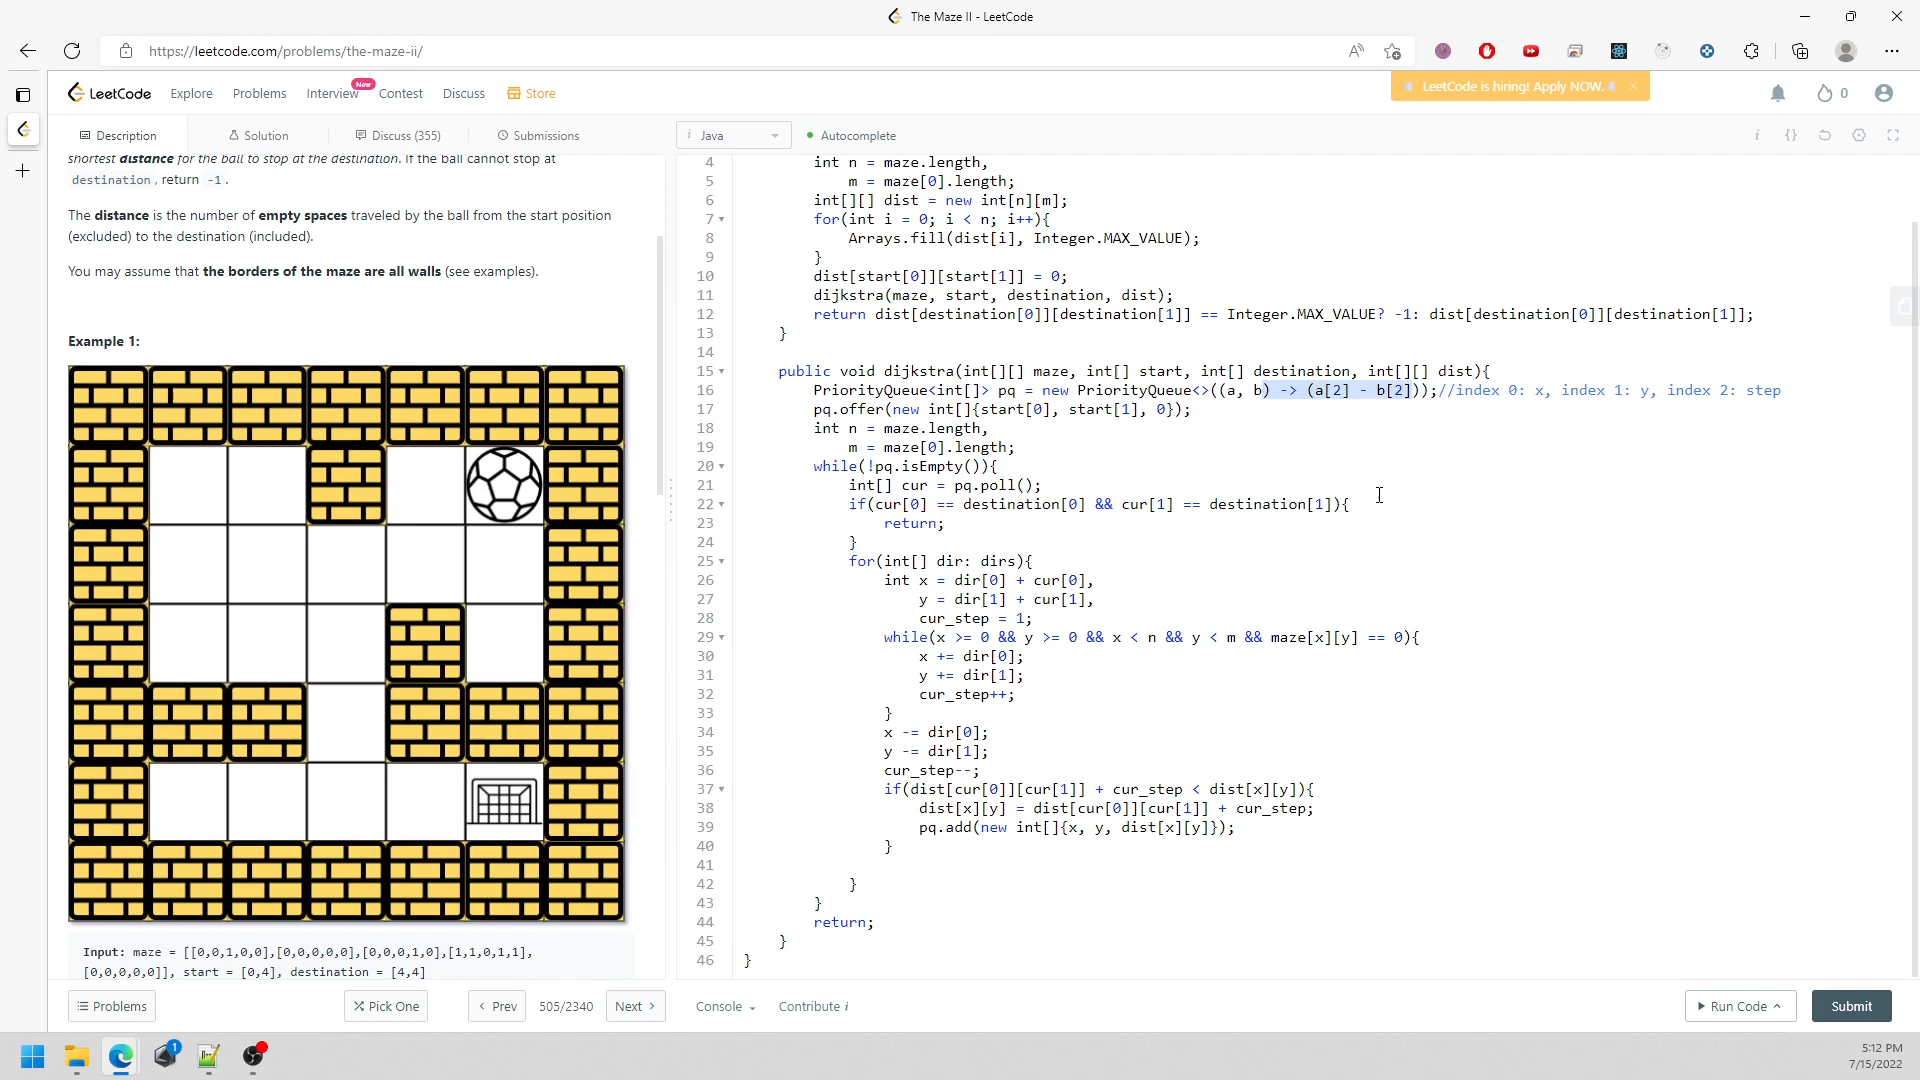 The Maze II - LeetCode
https://leetcode.com/problems/the-maze-ii/
LeetCode
Explore
Problems
Interview
New
Contest
Discuss
Store
LeetCode is hiring! Apply NOW.
0
Description
Solution
Discuss (355)
Submissions
i Java
Autocomplete
shortest distance for the ball to stop at the destination. If the ball cannot stop at
destination, return -1.
The distance is the number of empty spaces traveled by the ball from the start position
(excluded) to the destination (included).
You may assume that the borders of the maze are all walls (see examples).
Example 1:
Input: maze = [[0,0,1,0,0],[0,0,0,0,0],[0,0,0,1,0],[1,1,0,1,1],
[0,0,0,0,0]], start = [0,4], destination = [4,4]
4 int n = maze.length,
5 m = maze[0].length;
6 int[][] dist = new int[n][m];
7 for(int i = 0; i < n; i++){
8 Arrays.fill(dist[i], Integer.MAX_VALUE);
9 }
10 dist[start[0]][start[1]] = 0;
11 dijkstra(maze, start, destination, dist);
12 return dist[destination[0]][destination[1]] == Integer.MAX_VALUE? -1: dist[destination[0]][destination[1]];
13 }
14
15 public void dijkstra(int[][] maze, int[] start, int[] destination, int[][] dist){
16 PriorityQueue<int[]> pq = new PriorityQueue<>((a, b) -> (a[2] - b[2]));//index 0: x, index 1: y, index 2: step
17 pq.offer(new int[]{start[0], start[1], 0});
18 int n = maze.length,
19 m = maze[0].length;
20 while(!pq.isEmpty()){
21 int[] cur = pq.poll();
22 if(cur[0] == destination[0] && cur[1] == destination[1]){
23 return;
24 }
25 for(int[] dir: dirs){
26 int x = dir[0] + cur[0],
27 y = dir[1] + cur[1],
28 cur_step = 1;
29 while(x >= 0 && y >= 0 && x < n && y < m && maze[x][y] == 0){
30 x += dir[0];
31 y += dir[1];
32 cur_step++;
33 }
34 x -= dir[0];
35 y -= dir[1];
36 cur_step--;
37 if(dist[cur[0]][cur[1]] + cur_step < dist[x][y]){
38 dist[x][y] = dist[cur[0]][cur[1]] + cur_step;
39 pq.add(new int[]{x, y, dist[x][y]});
40 }
41
42 }
43 }
44 return;
45 }
46 }
Problems
Pick One
Prev
505/2340
Next
Console
Contribute i
Run Code
Submit
1
5:12 PM
7/15/2022